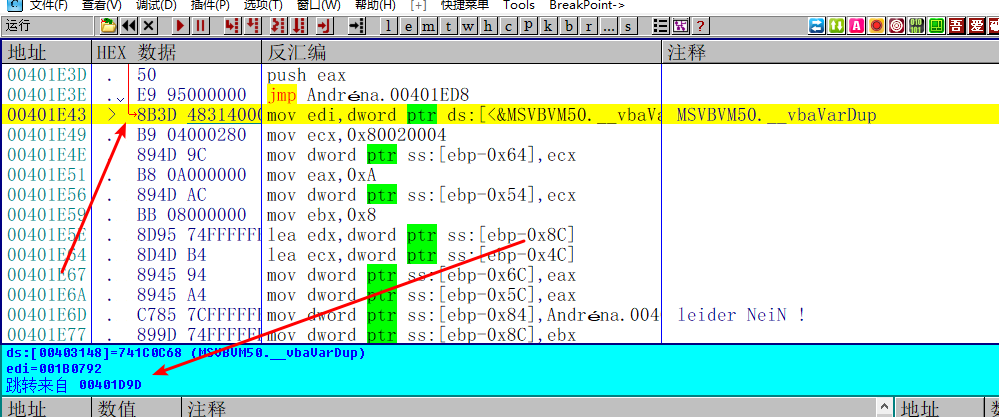 文件(F) 查看(V) 调试(D) 插件(P) 选项(T) 窗口(W) 帮助(H) [+] 快捷菜单 Tools BreakPoint->
运行 l e m t w h c p k b r ... s 吾 爱
地址 HEX 数据 反汇编 注释
00401E3D . 50 push eax
00401E3E . E9 95000000 jmp Andréna.00401ED8
00401E43 > 8B3D 48314000 mov edi,dword ptr ds:[<&MSVBVM50.__vbaVa MSVBVM50.__vbaVarDup
00401E49 . B9 04000280 mov ecx,0x80020004
00401E4E . 894D 9C mov dword ptr ss:[ebp-0x64],ecx
00401E51 . B8 0A000000 mov eax,0xA
00401E56 . 894D AC mov dword ptr ss:[ebp-0x54],ecx
00401E59 . BB 08000000 mov ebx,0x8
00401E5E . 8D95 74FFFFFF lea edx,dword ptr ss:[ebp-0x8C]
00401E64 . 8D4D B4 lea ecx,dword ptr ss:[ebp-0x4C]
00401E67 . 8945 94 mov dword ptr ss:[ebp-0x6C],eax
00401E6A . 8945 A4 mov dword ptr ss:[ebp-0x5C],eax
00401E6D . C785 7CFFFFFF mov dword ptr ss:[ebp-0x84],Andréna.004 leider NeiN !
00401E77 . 899D 74FFFFFF mov dword ptr ss:[ebp-0x8C],ebx
ds:[00403148]=741C0C68 (MSVBVM50.__vbaVarDup)
edi=001B0792
跳转来自 00401D9D
地址 数值 注释 地址 数